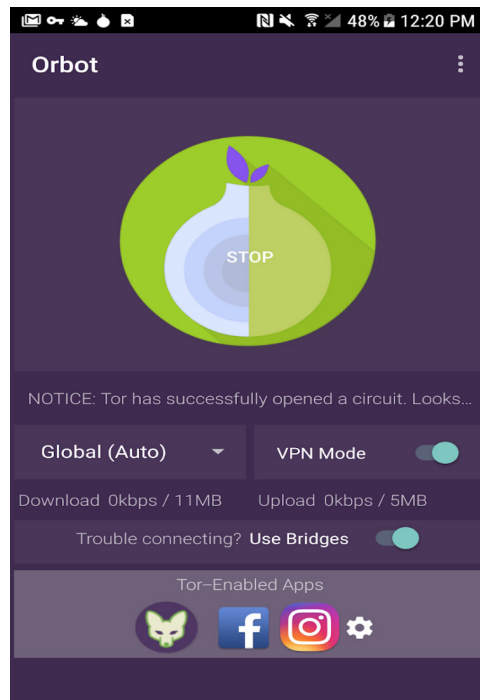 48% 12:20 PM
Orbot
STOP
NOTICE: Tor has successfully opened a circuit. Looks...
Global (Auto)
VPN Mode
Download 0kbps / 11MB
Upload 0kbps / 5MB
Trouble connecting? Use Bridges
Tor-Enabled Apps